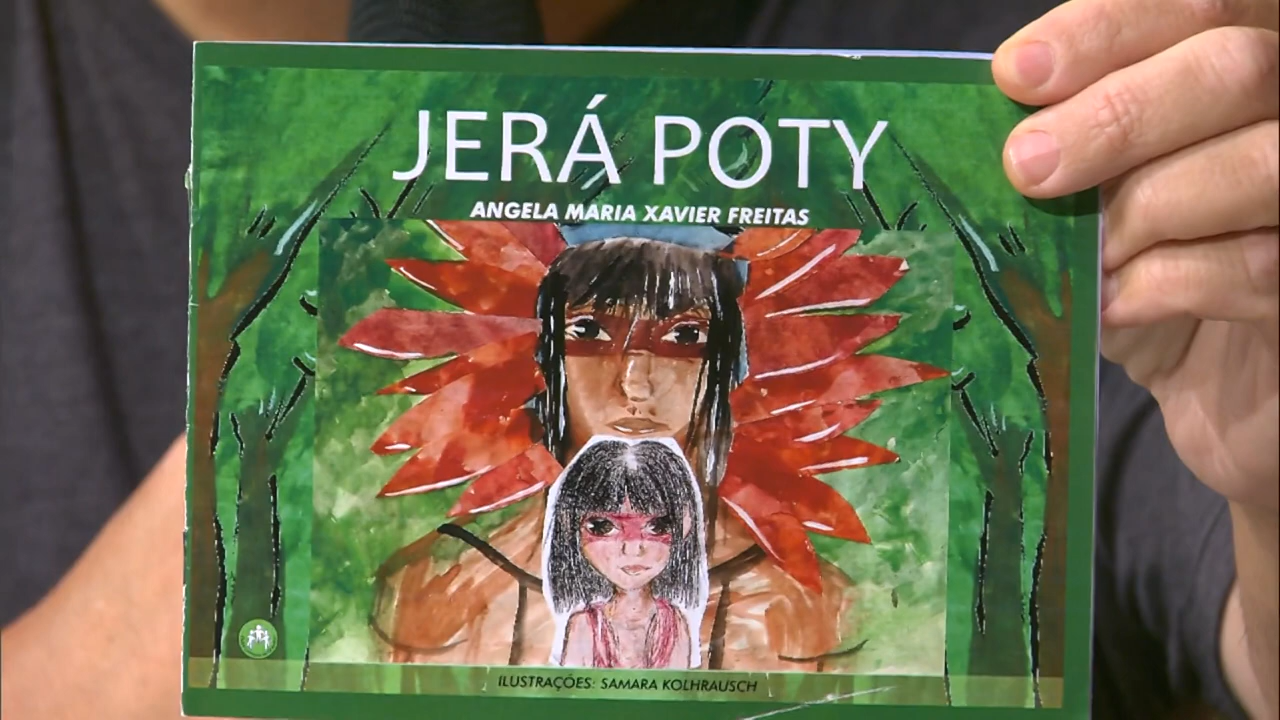 JERÁ POTY
ANGELA MARIA XAVIER FREITAS
ILUSTRAÇÕES: SAMARA KOLHRAUSCH